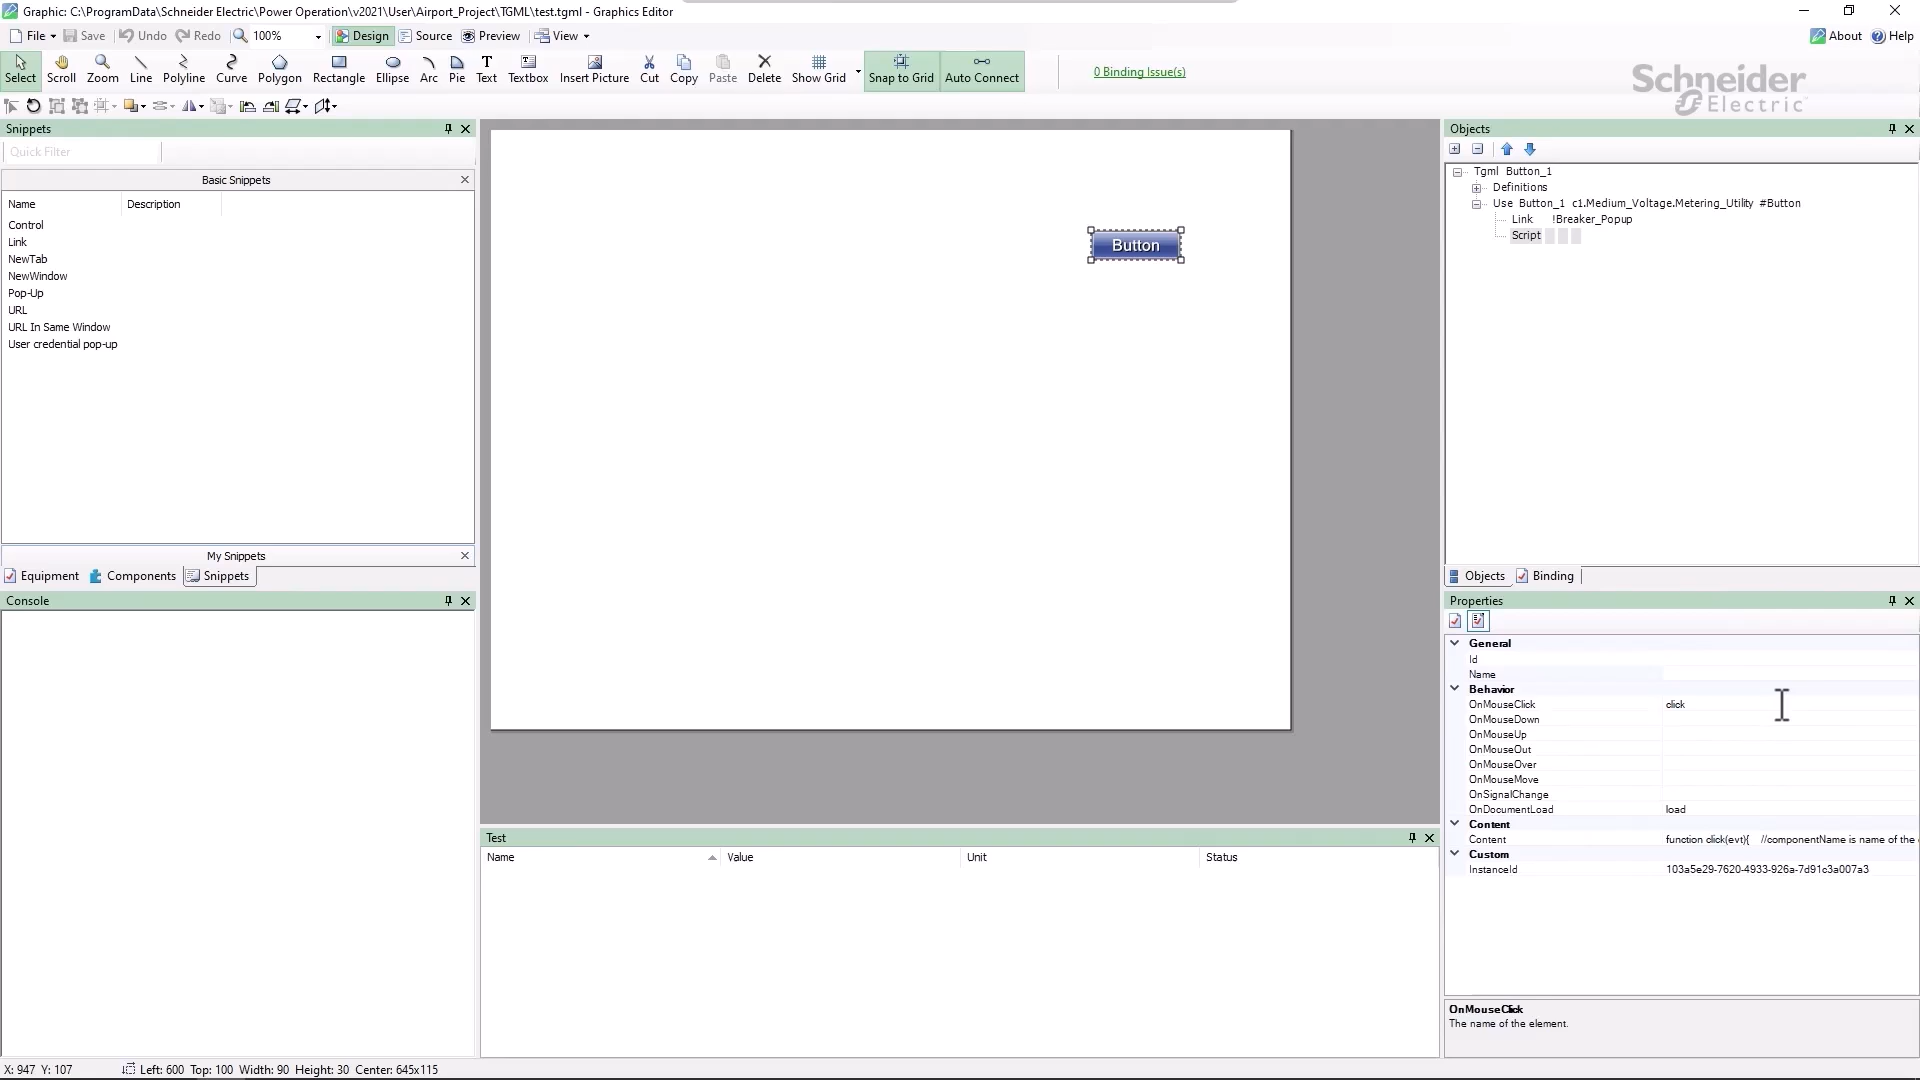 Graphic: C:\ProgramData\Schneider Electric\Power Operation\v2021\User\Airport_Project\TGML\test.tgml - Graphics Editor
File Save Undo Redo 100% Design Source Preview View About Help
Select Scroll Zoom Line Polyline Curve Polygon Rectangle Ellipse Arc Pie Text Textbox Insert Picture Cut Copy Paste Delete Show Grid Snap to Grid Auto Connect 0 Binding Issue(s)
Schneider
Electric
Snippets
Quick Filter
Basic Snippets
Name Description
Control
Link
NewTab
NewWindow
Pop-Up
URL
URL In Same Window
User credential pop-up
My Snippets
Equipment Components Snippets
Console
Button
Test
Name Value Unit Status
Objects
Tgml Button_1
Definitions
Use Button_1 c1.Medium_Voltage.Metering_Utility #Button
Link !Breaker_Popup
Script
Objects Binding
Properties
General
Id
Name
Behavior
OnMouseClick click
OnMouseDown
OnMouseUp
OnMouseOut
OnMouseOver
OnMouseMove
OnSignalChange
OnDocumentLoad load
Content
Content function click(evt){ //componentName is name of the
Custom
InstanceId 103a5e29-7620-4933-926a-7d91c3a007a3
OnMouseClick
The name of the element.
X: 947 Y: 107 Left: 600 Top: 100 Width: 90 Height: 30 Center: 645x115